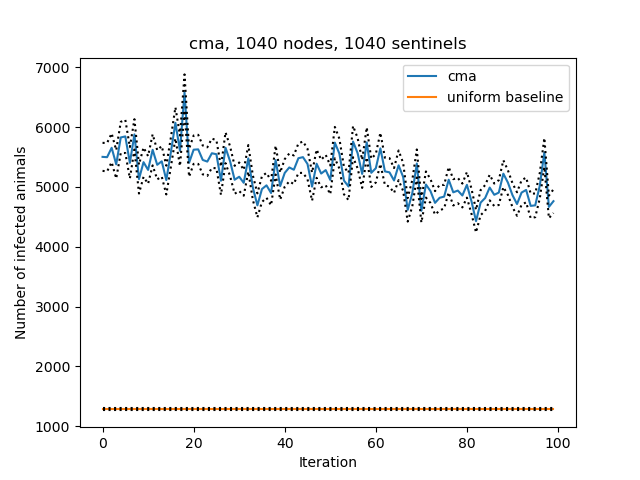 cma, 1040 nodes, 1040 sentinels
cma
uniform baseline
Number of infected animals
7000
6000
5000
4000
3000
2000
1000
0 20 40 60 80 100
Iteration